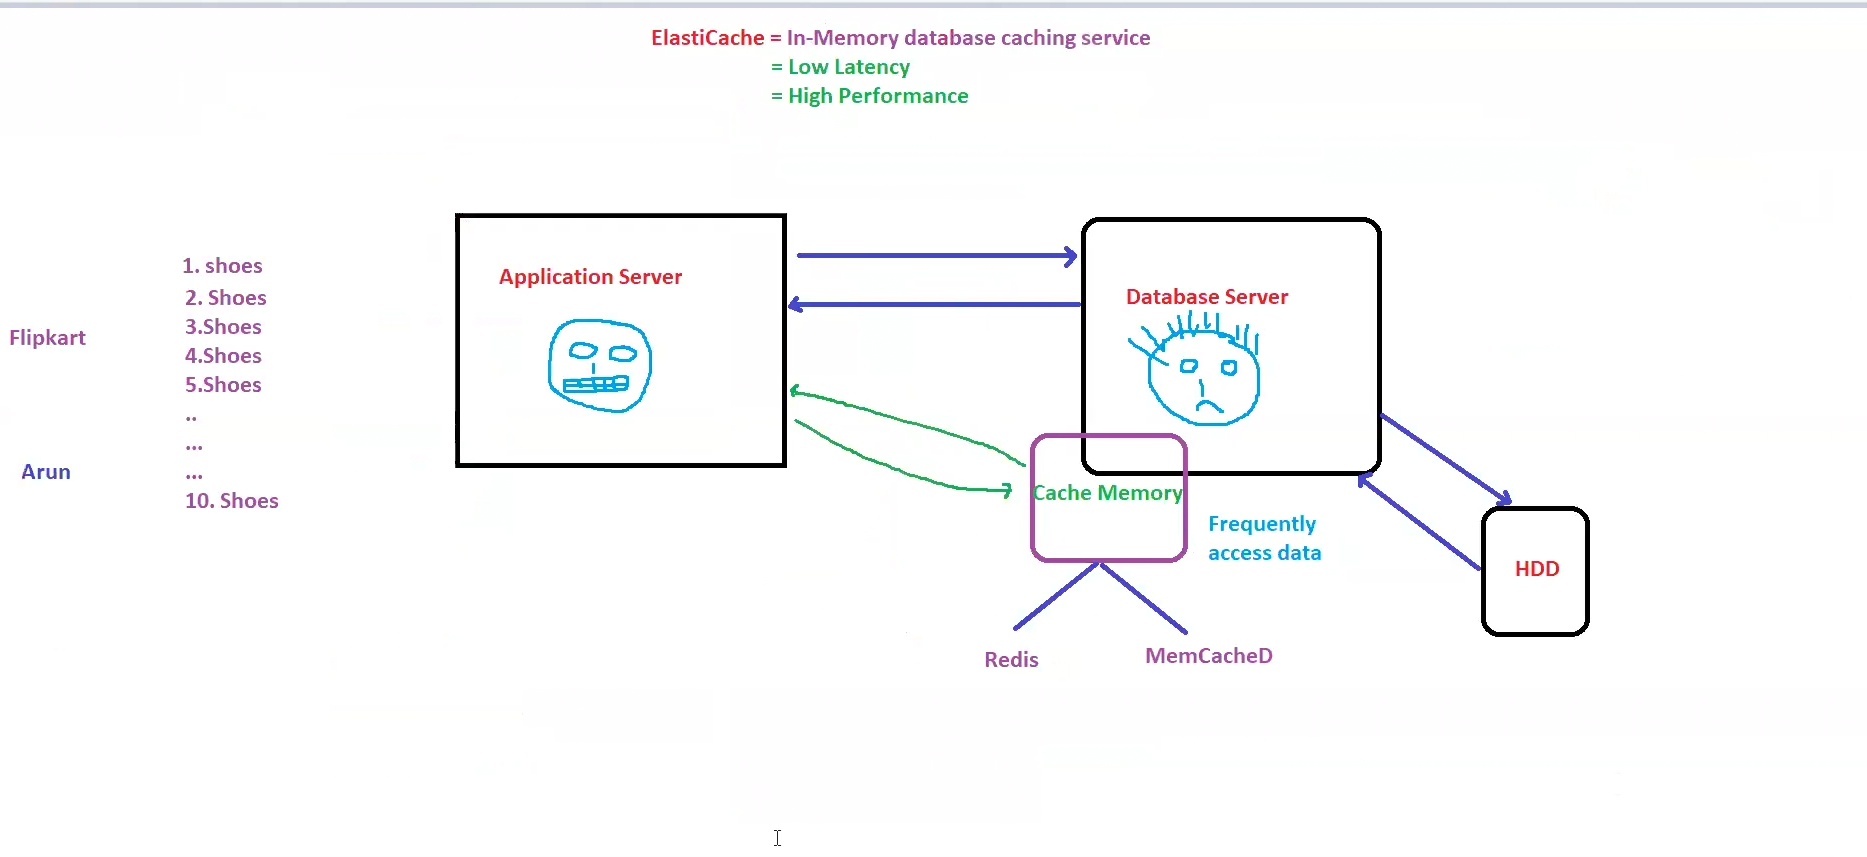 ElastiCache = In-Memory database caching service
= Low Latency
= High Performance
Flipkart
Arun
1. shoes
2. Shoes
3.Shoes
4.Shoes
5.Shoes
..
...
...
10. Shoes
Application Server
Database Server
Cache Memory
Frequently
access data
HDD
Redis
MemCacheD